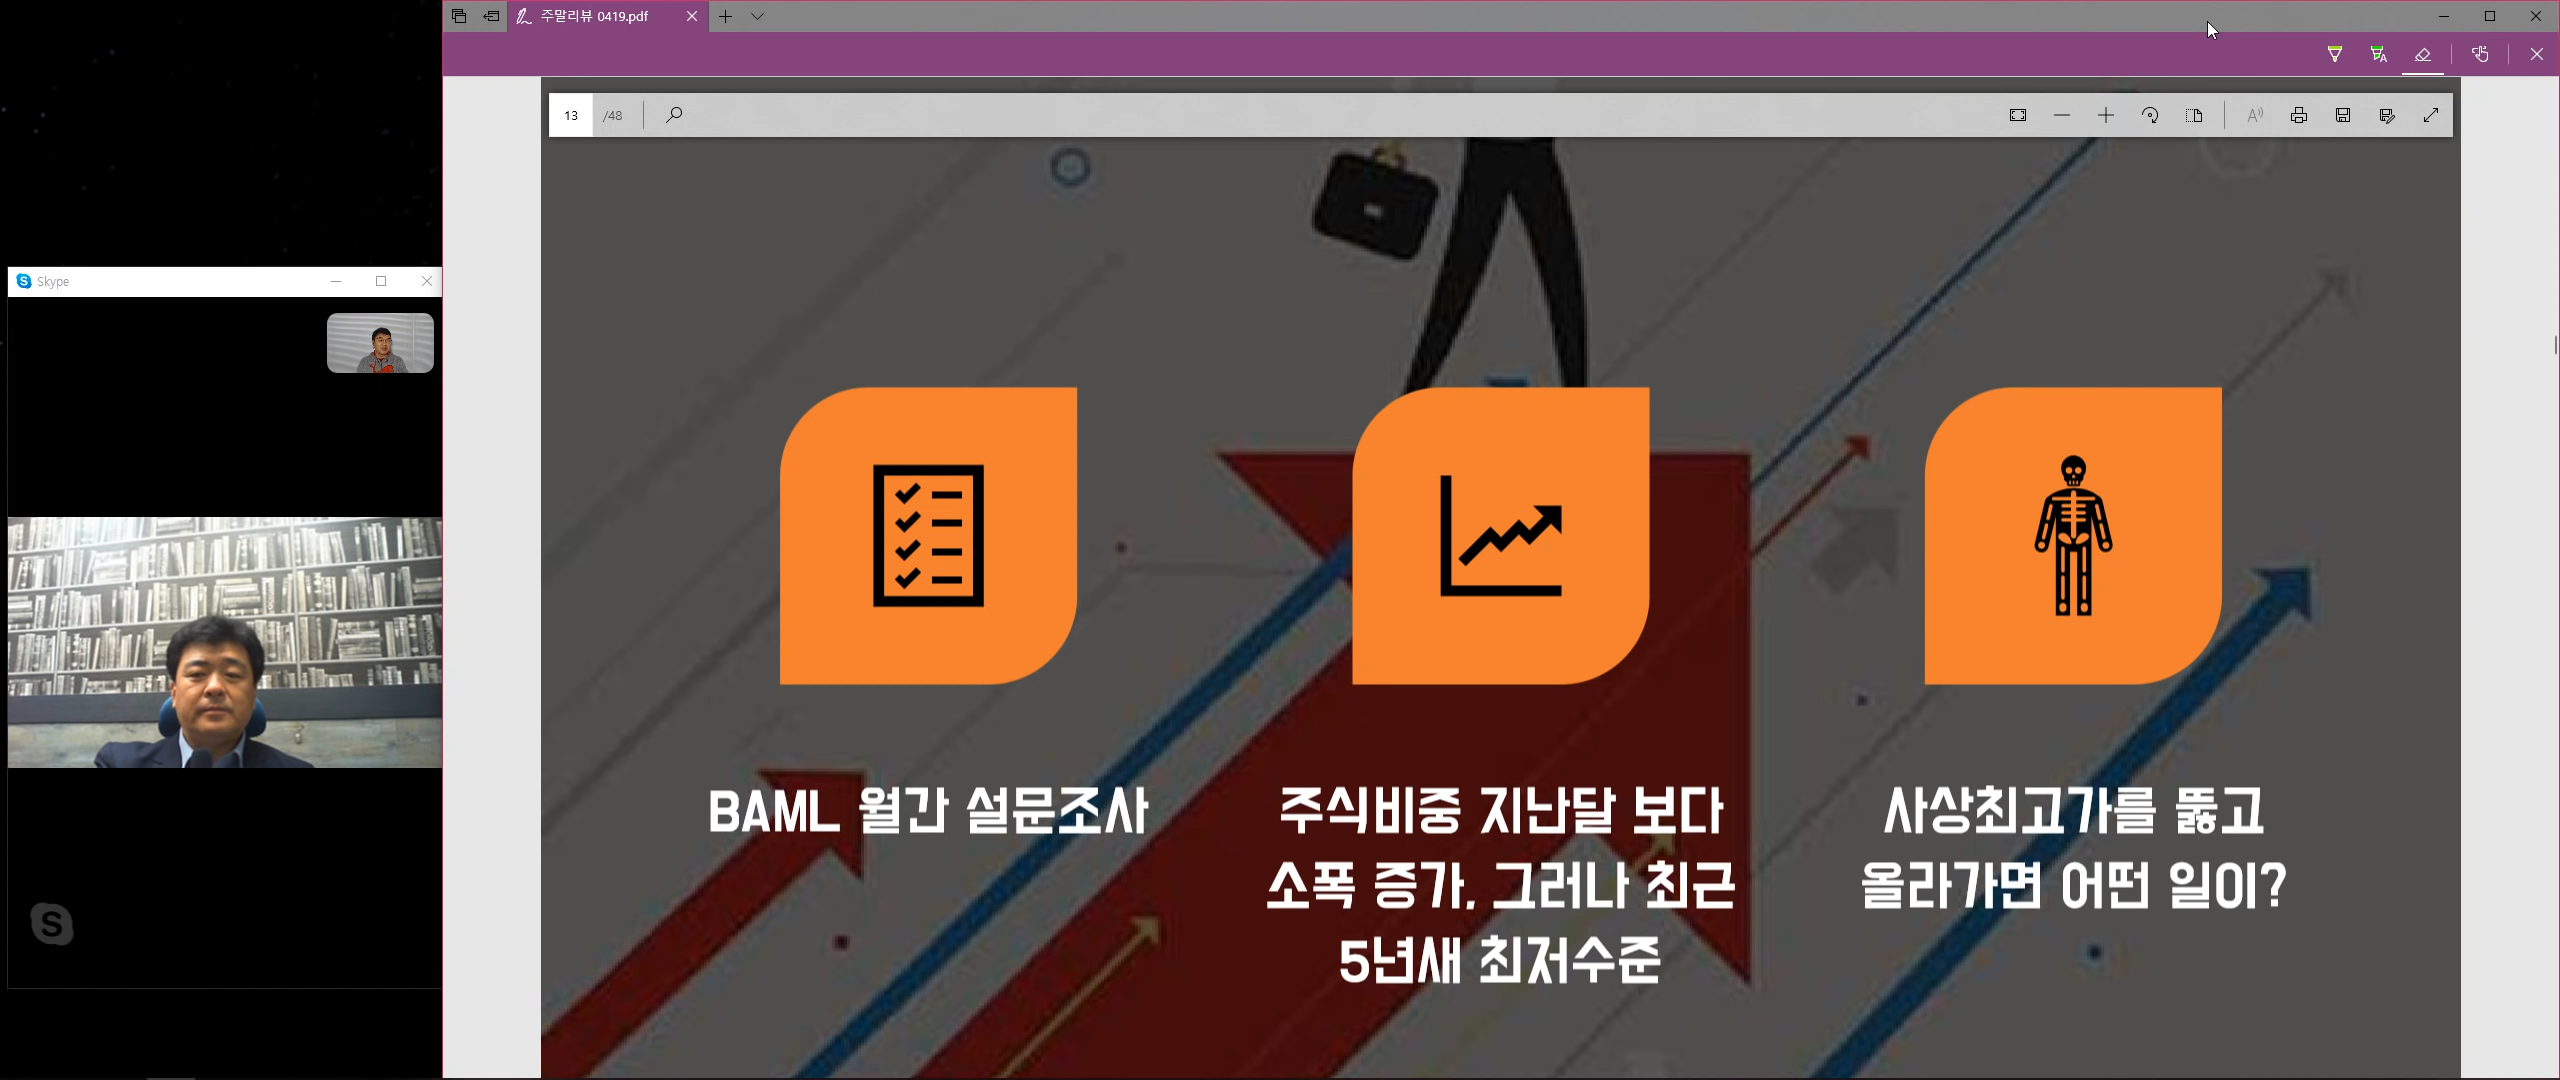 주말리뷰 0419.pdf
13 /48
Skype
BAML 월간 설문조사
주식비중 지난달 보다
소폭 증가, 그러나 최근
5년새 최저수준
사상최고가를 뚫고
올라가면 어떤 일이?